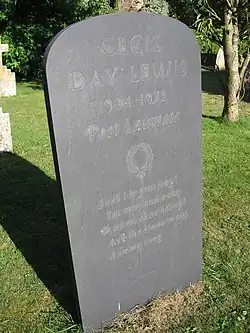 CECIL
DAY LEWIS
1904-1972
Poet Laureate
Shall I be gone long?
For ever and a day
To whom there belong?
Ask the stone to say
Ask my song